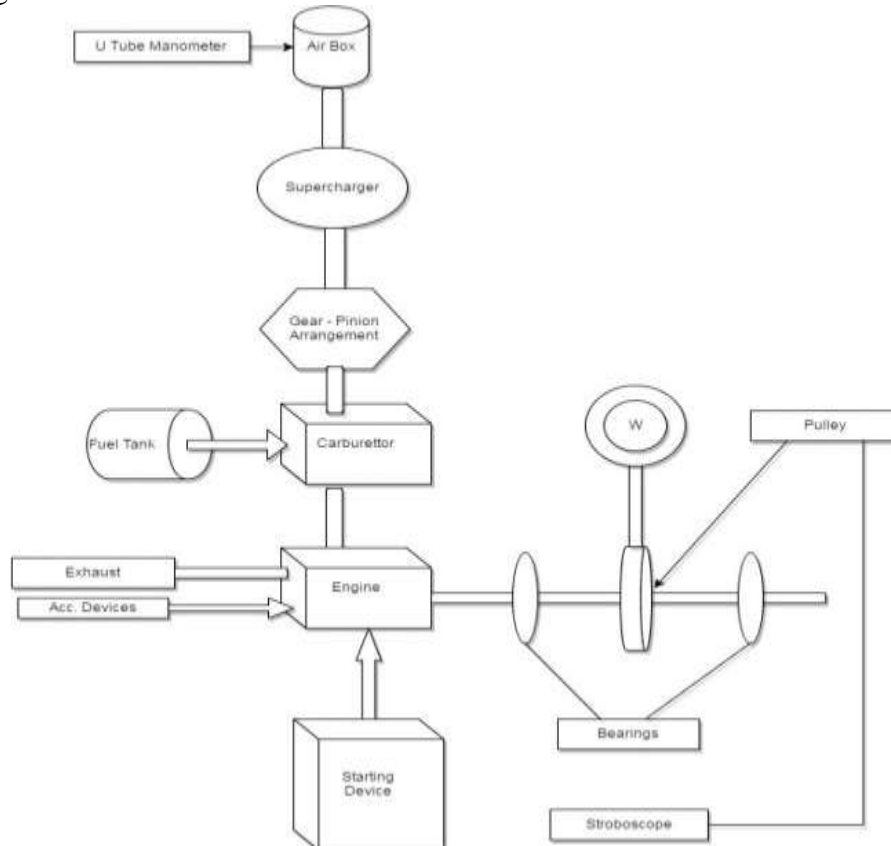 U Tube Manometer
Air Box
Supercharger
Gear - Pinion
Arrangement
Fuel Tank
Carburettor
W
Pulley
Exhaust
Engine
Acc. Devices
Bearings
Starting
Device
Stroboscope